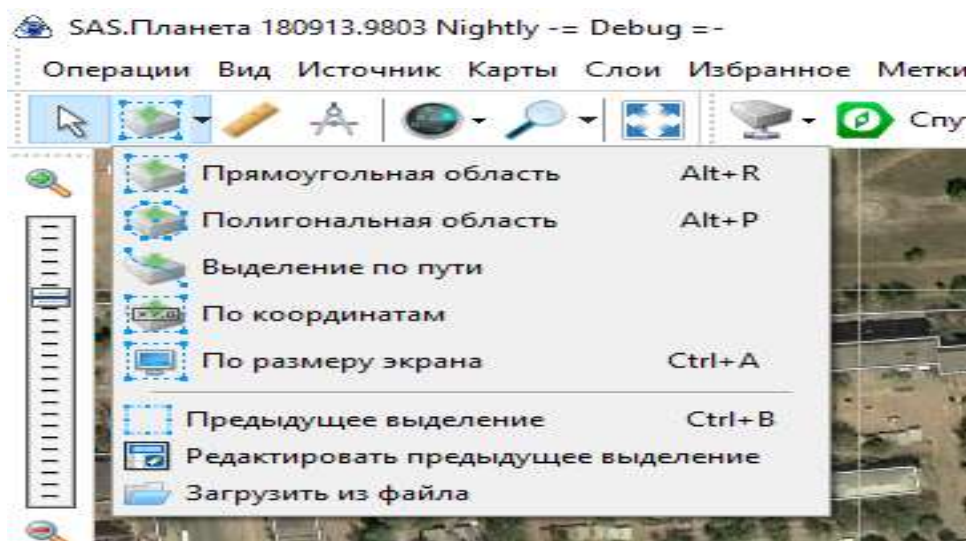 SAS.Планета 180913.9803 Nightly -= Debug =-
Операции Вид Источник Карты Слои Избранное Метки
Спу
Прямоугольная область Alt+R
Полигональная область Alt+P
Выделение по пути
По координатам
По размеру экрана Ctrl+A
Предыдущее выделение Ctrl+B
Редактировать предыдущее выделение
Загрузить из файла